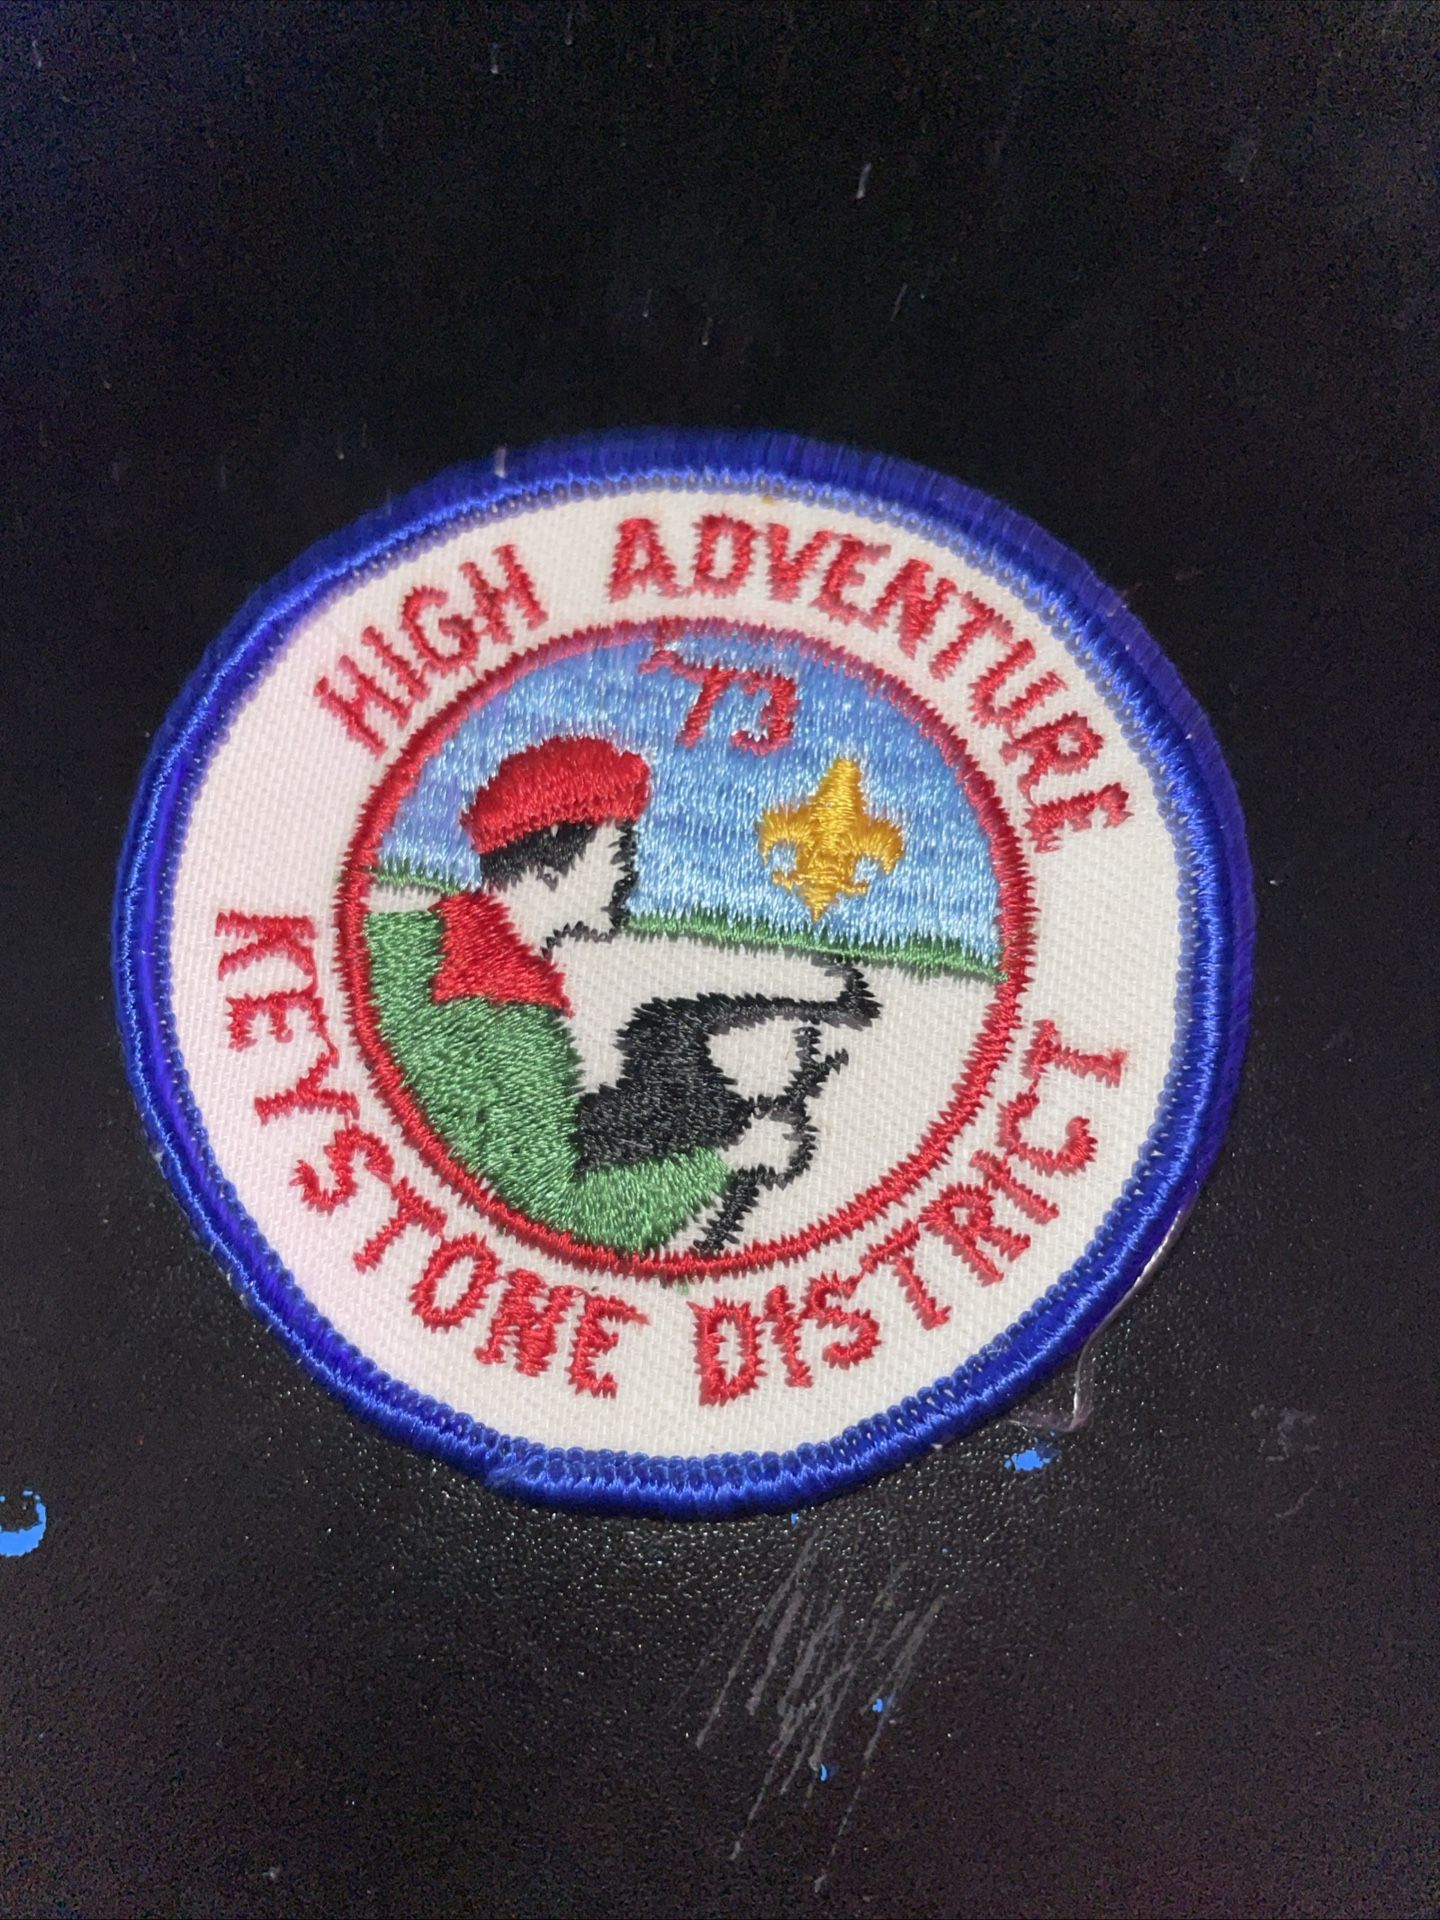 HIGH ADVENTURE
'73
KEYSTONE DISTRICT